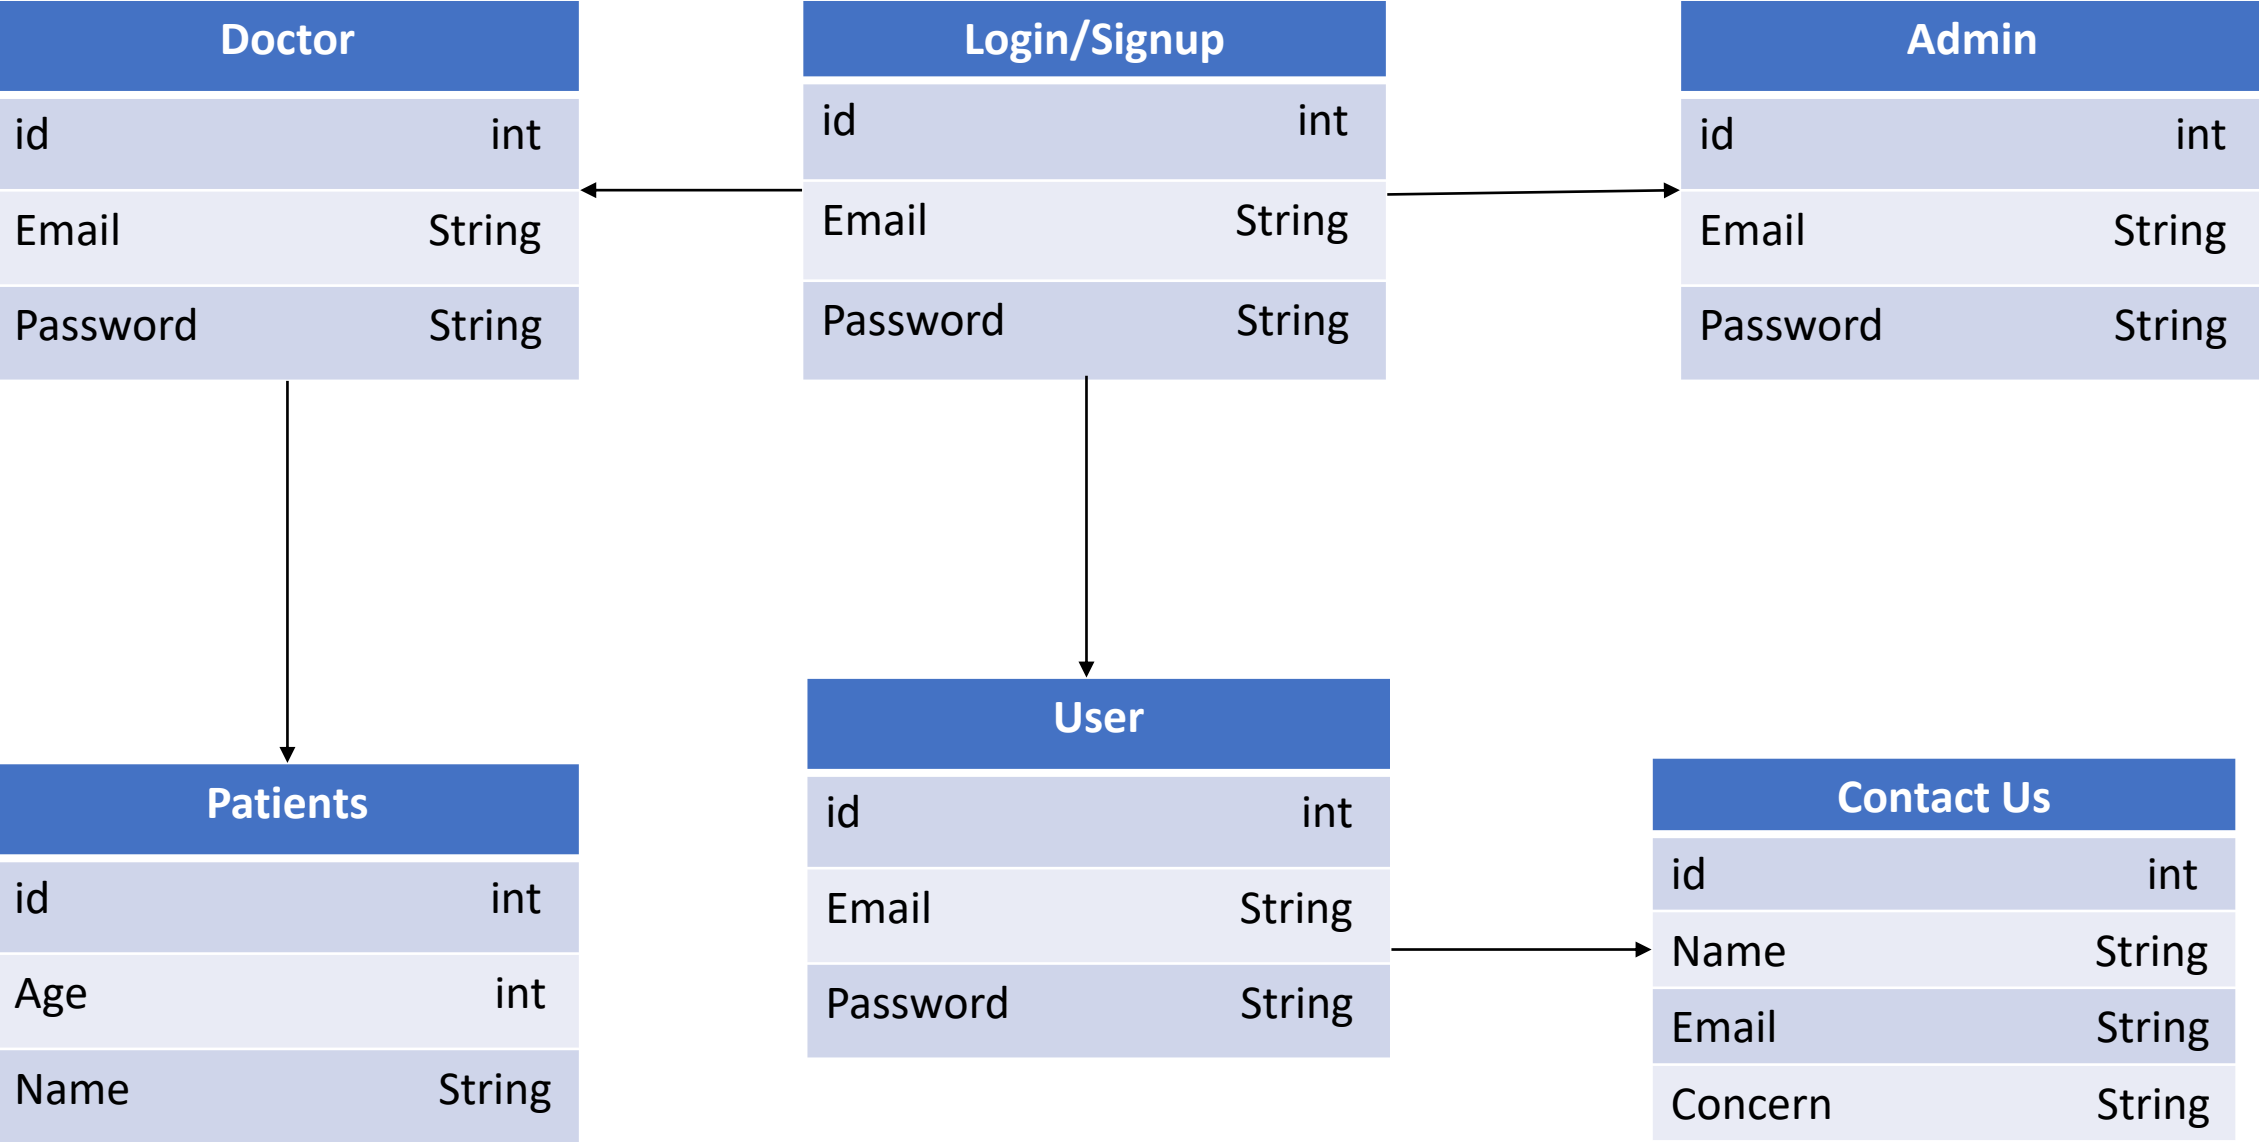 Doctor
id int
Email String
Password String
Login/Signup
id int
Email String
Password String
Admin
id int
Email String
Password String
Patients
id int
Age int
Name String
User
id int
Email String
Password String
Contact Us
id int
Name String
Email String
Concern String